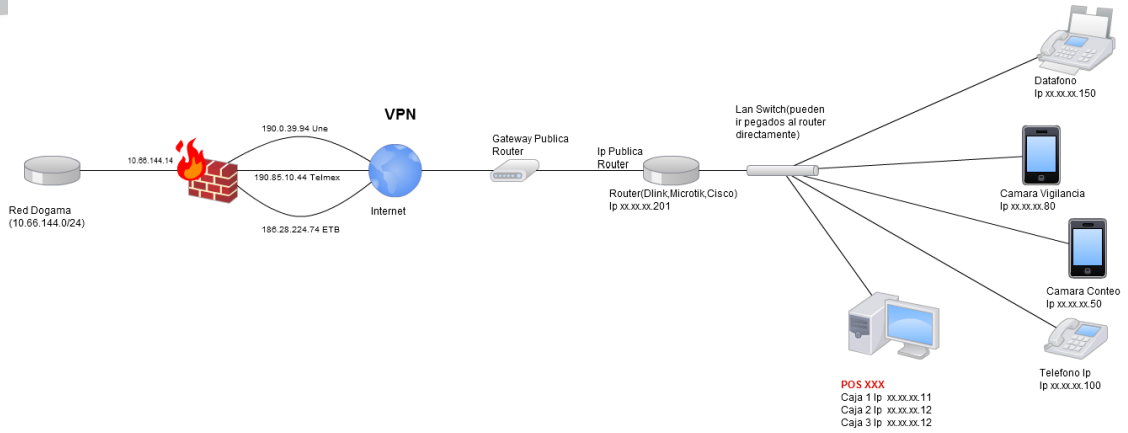 Red Dogama
(10.66.144.0/24)
10.66.144.14
190.0.39.94 Une
190.85.10.44 Telmex
186.28.224.74 ETB
VPN
Internet
Gateway Publica
Router
Ip Publica
Router
Router(Dlink,Microtik,Cisco)
Ip xx.xx.xx.201
Lan Switch(pueden
ir pegados al router
directamente)
Datafono
Ip xx.xx.xx.150
Camara Vigilancia
Ip xx.xx.xx.80
Camara Conteo
Ip xx.xx.xx.50
Telefono Ip
Ip xx.xx.xx.100
POS XXX
Caja 1 Ip xx.xx.xx.11
Caja 2 Ip xx.xx.xx.12
Caja 3 Ip xx.xx.xx.12